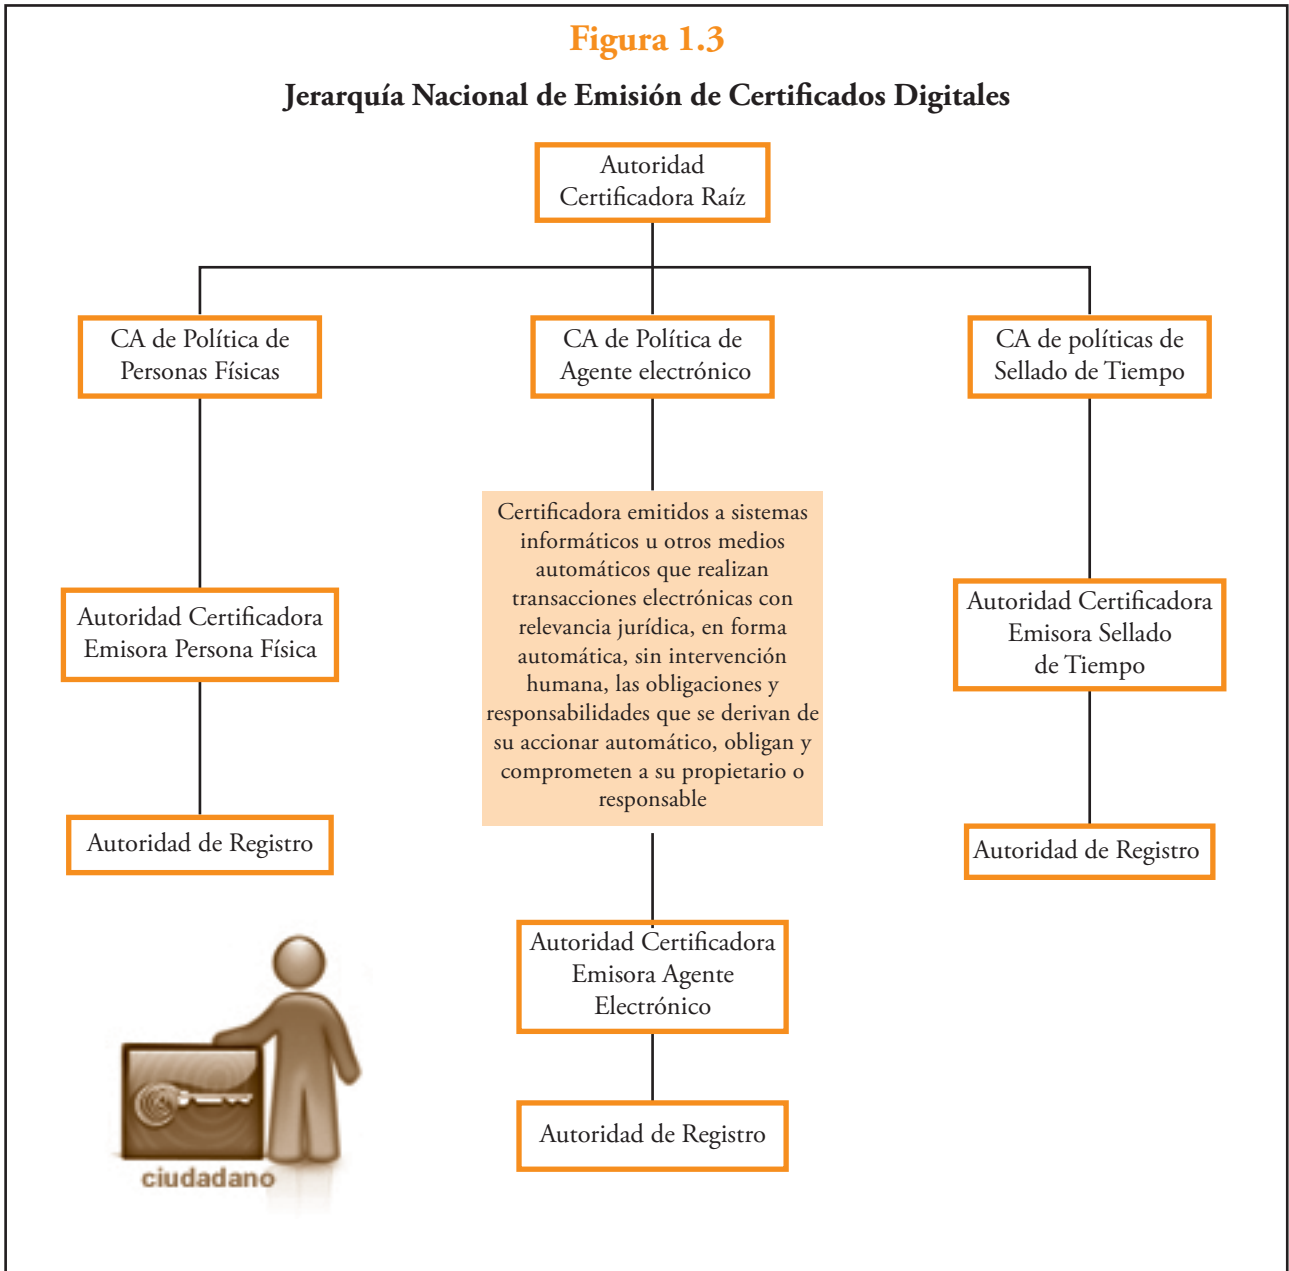 Figura 1.3
Jerarquía Nacional de Emisión de Certificados Digitales
Autoridad
Certificadora Raíz
CA de Política de
Personas Físicas
CA de Política de
Agente electrónico
CA de políticas de
Sellado de Tiempo
Certificadora emitidos a sistemas
informáticos u otros medios
automáticos que realizan
transacciones electrónicas con
relevancia jurídica, en forma
automática, sin intervención
humana, las obligaciones y
responsabilidades que se derivan de
su accionar automático, obligan y
comprometen a su propietario o
responsable
Autoridad Certificadora
Emisora Persona Física
Autoridad Certificadora
Emisora Sellado
de Tiempo
Autoridad de Registro
Autoridad de Registro
Autoridad Certificadora
Emisora Agente
Electrónico
Autoridad de Registro
ciudadano